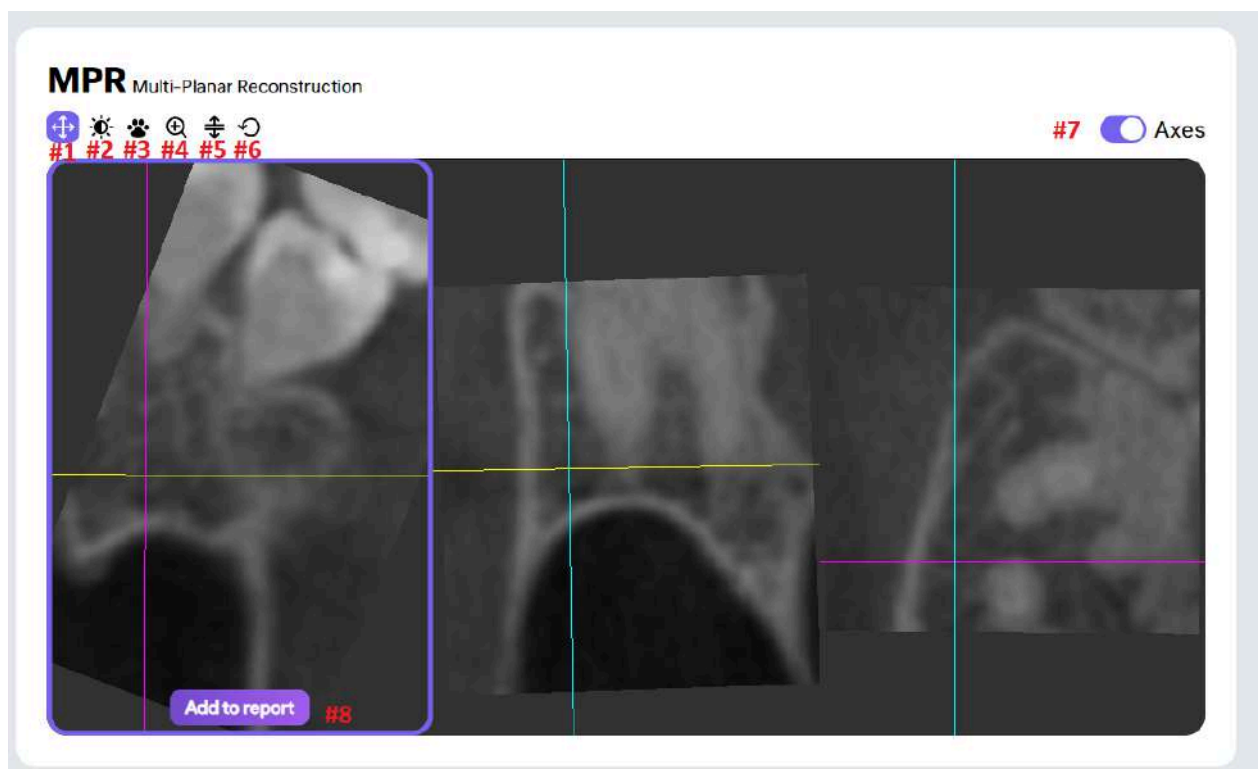 MPR Multi-Planar Reconstruction
#1 #2 #3 #4 #5 #6
#7 Axes
Add to report #8